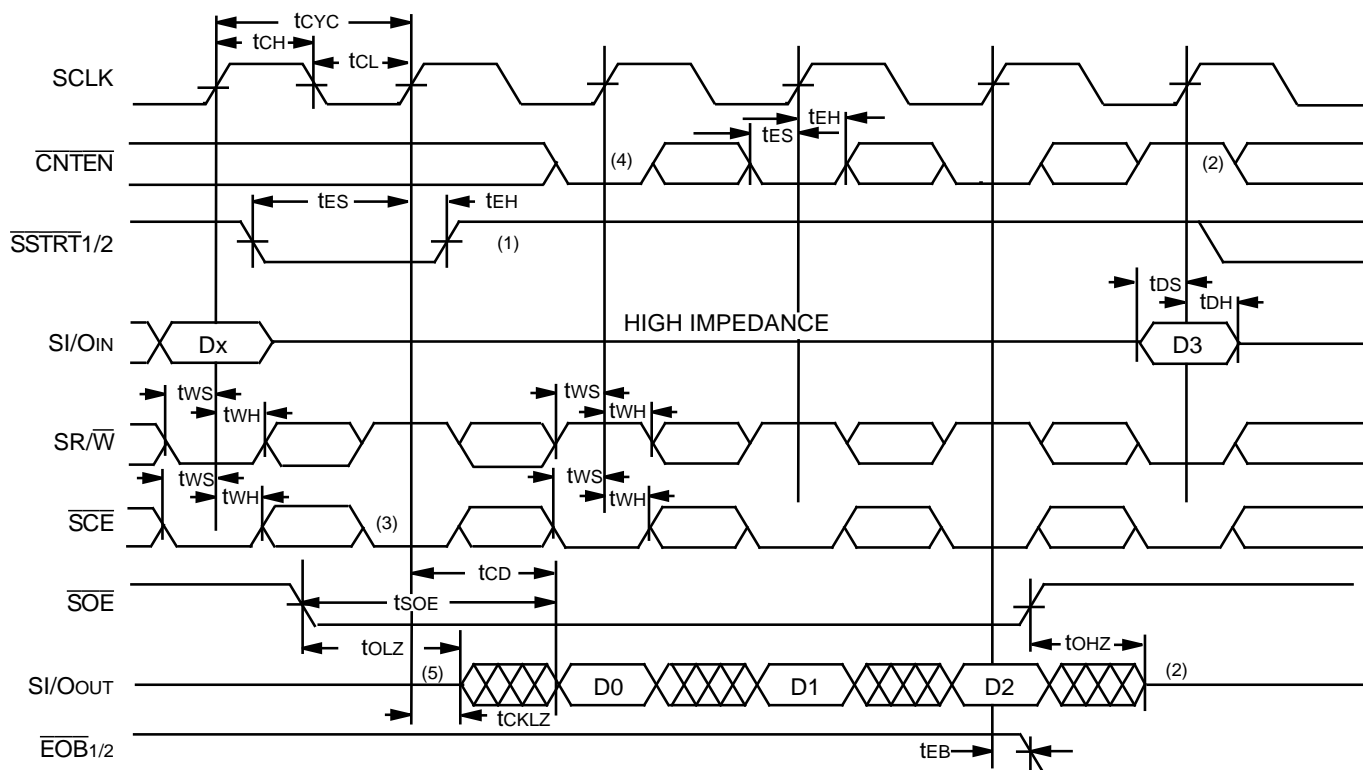 tCYC
tCH
tCL
SCLK
tEH
tES
CNTEN
(4)
(2)
tES
tEH
SSTRT1/2
(1)
tDS
tDH
HIGH IMPEDANCE
SI/OIN
Dx
D3
tWS
tWH
tWS
tWH
SR/W
tWS
tWH
tWS
tWH
SCE
(3)
tCD
SOE
tSOE
tOLZ
tOHZ
(5)
(2)
SI/OOUT
D0
D1
D2
tCKLZ
EOB1/2
tEB